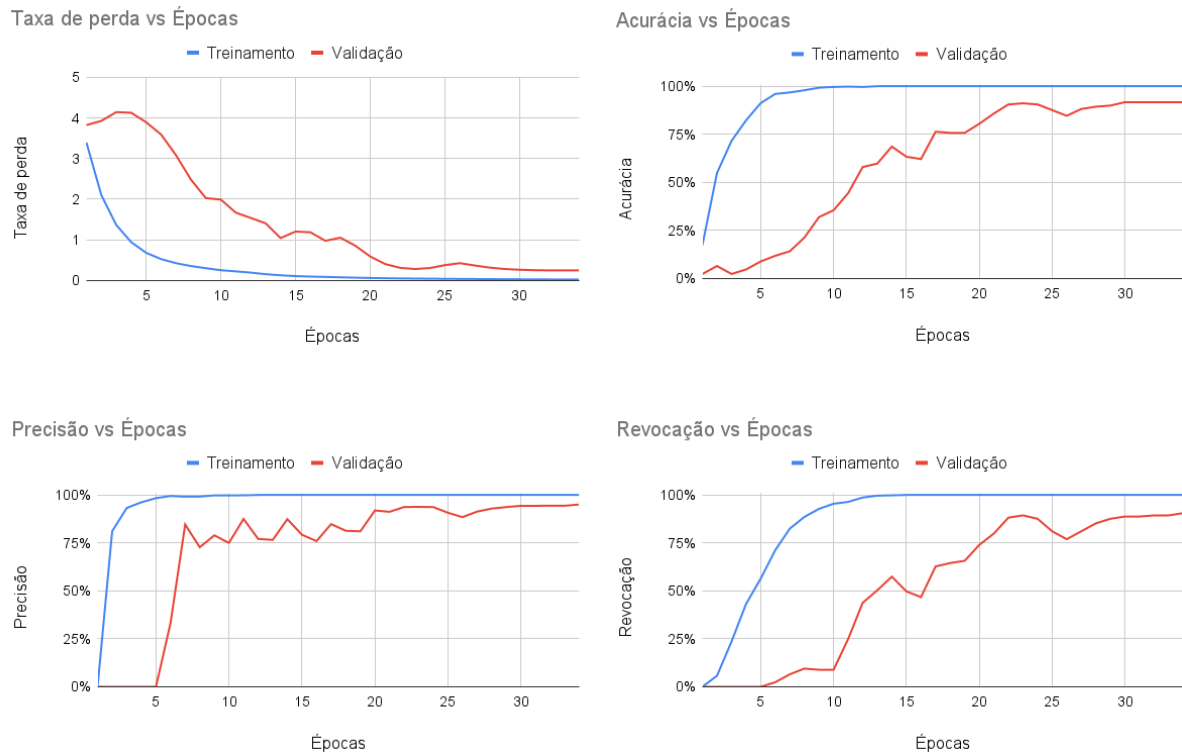 Taxa de perda vs Épocas
Treinamento Validação
5
4
3
2
1
0
Taxa de perda
5 10 15 20 25 30
Épocas
Acurácia vs Épocas
Treinamento Validação
100%
75%
50%
25%
0%
Acurácia
5 10 15 20 25 30
Épocas
Precisão vs Épocas
Treinamento Validação
100%
75%
50%
25%
0%
Precisão
5 10 15 20 25 30
Épocas
Revocação vs Épocas
Treinamento Validação
100%
75%
50%
25%
0%
Revocação
5 10 15 20 25 30
Épocas